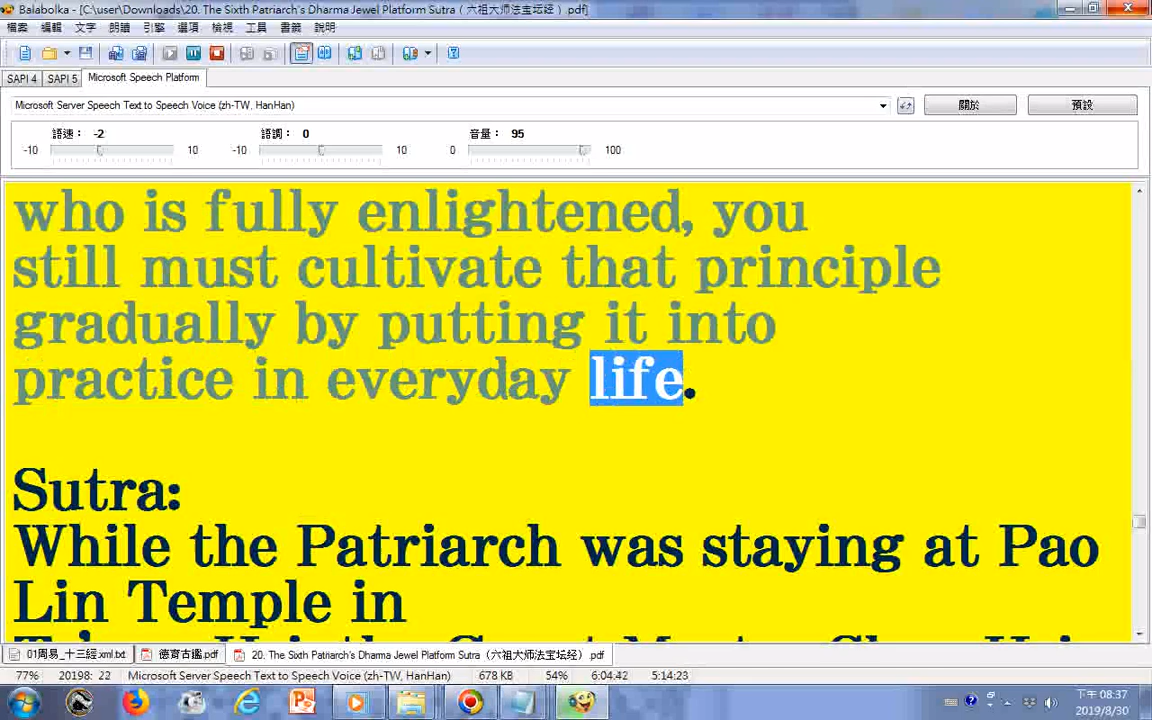 Balabolka - [C:\user\Downloads\20. The Sixth Patriarch's Dharma Jewel Platform Sutra（六祖大师法宝坛经）.pdf]
檔案 編輯 文字 朗讀 引擎 選項 檢視 工具 書籤 說明
SAPI 4 SAPI 5 Microsoft Speech Platform
Microsoft Server Speech Text to Speech Voice (zh-TW, HanHan) 關於 預設
語速： -2 語調： 0 音量： 95
-10 10 -10 10 0 100
who is fully enlightened, you
still must cultivate that principle
gradually by putting it into
practice in everyday life.
Sutra:
While the Patriarch was staying at Pao
Lin Temple in
01周易_十三經.xml.txt 德育古鑑.pdf 20. The Sixth Patriarch's Dharma Jewel Platform Sutra（六祖大师法宝坛经）.pdf
77% 20198: 22 Microsoft Server Speech Text to Speech Voice (zh-TW, HanHan) 678 KB 54% 6:04:42 5:14:23
下午 08:37
2019/8/30